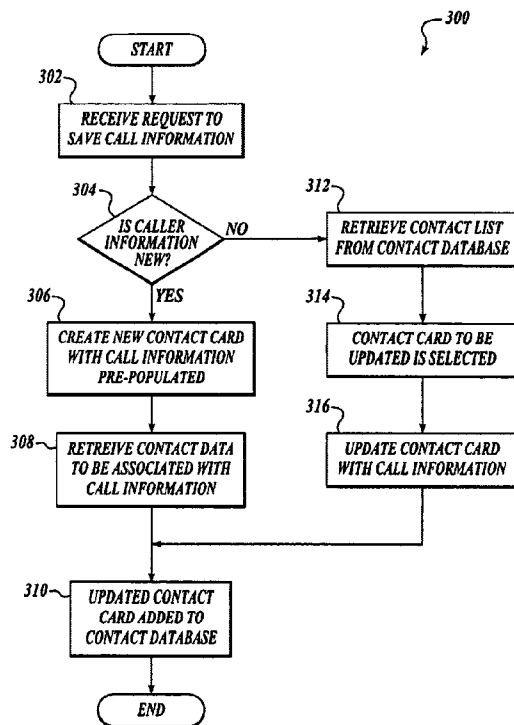 300
START
302
RECEIVE REQUEST TO
SAVE CALL INFORMATION
304
IS CALLER
INFORMATION
NEW?
NO
YES
312
RETRIEVE CONTACT LIST
FROM CONTACT DATABASE
306
CREATE NEW CONTACT CARD
WITH CALL INFORMATION
PRE-POPULATED
314
CONTACT CARD TO BE
UPDATED IS SELECTED
308
RETREIVE CONTACT DATA
TO BE ASSOCIATED WITH
CALL INFORMATION
316
UPDATE CONTACT CARD
WITH CALL INFORMATION
310
UPDATED CONTACT
CARD ADDED TO
CONTACT DATABASE
END